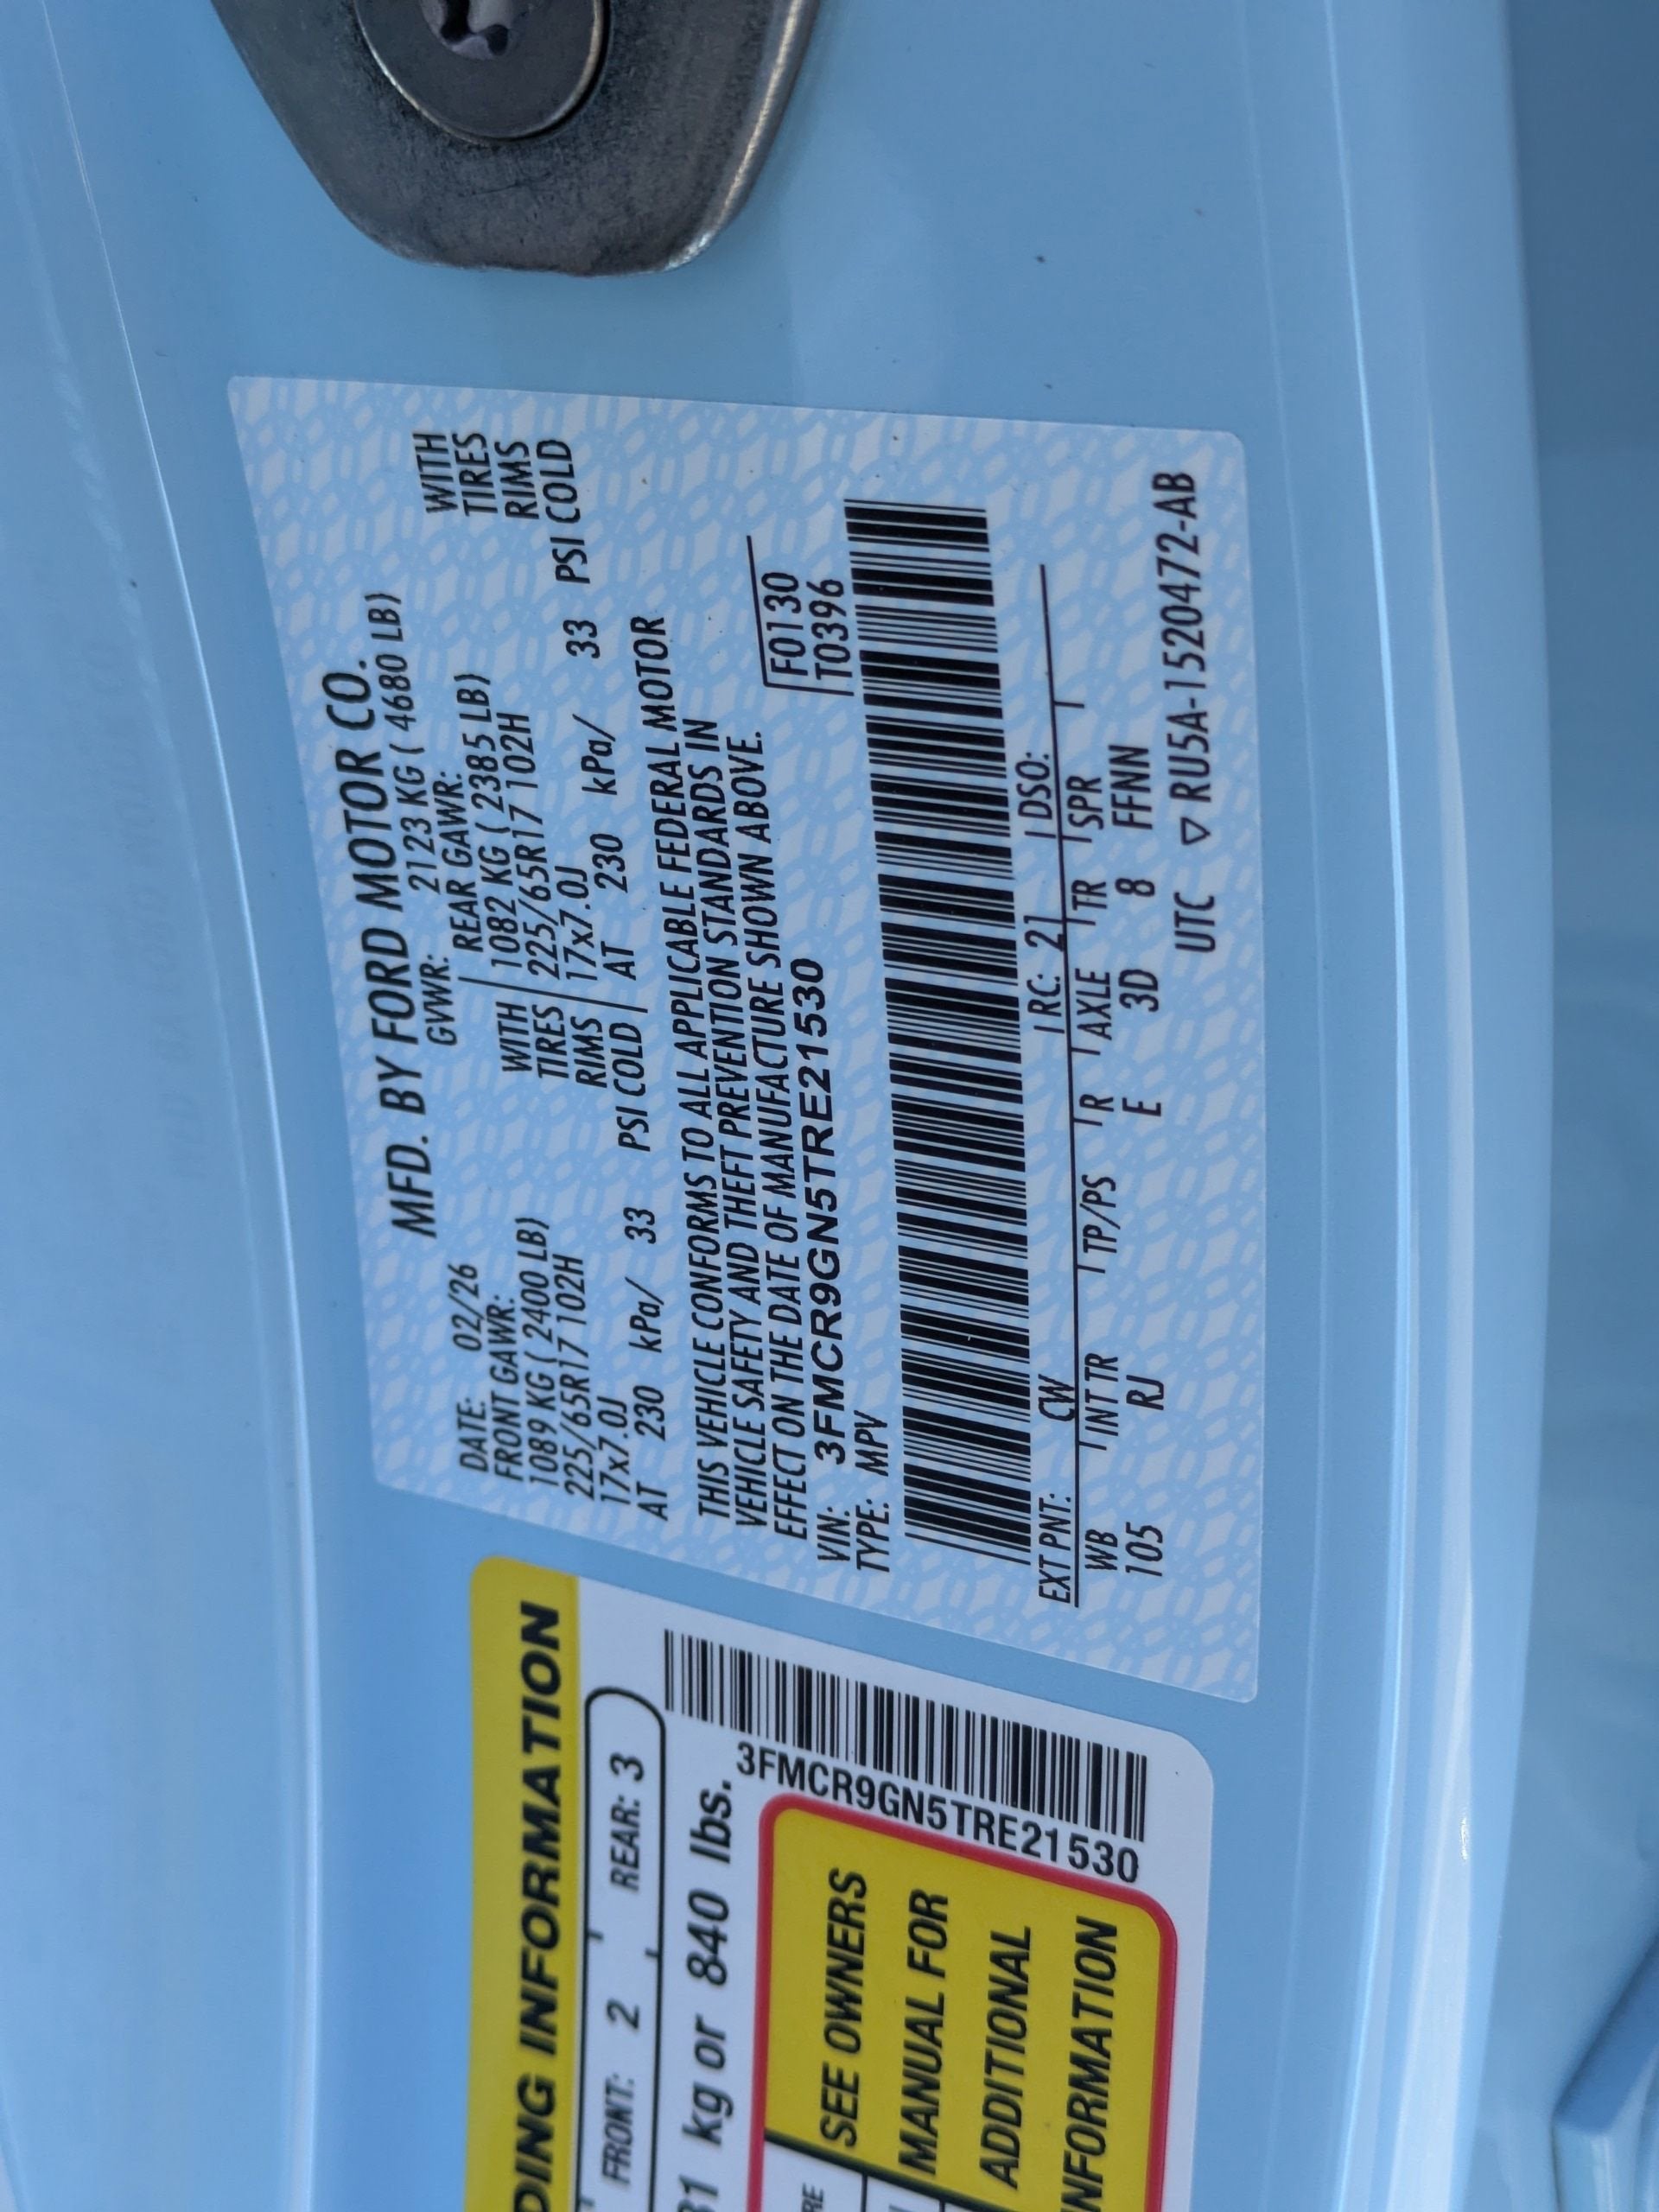 MFD. BY FORD MOTOR CO.
DATE: 02/26 GVWR: 2123 KG ( 4680 LB)
FRONT GAWR: REAR GAWR:
1089 KG ( 2400 LB) WITH 1082 KG ( 2385 LB) WITH
225/65R17 102H TIRES 225/65R17 102H TIRES
17x7.0J RIMS 17x7.0J RIMS
AT 230 kPa/ 33 PSI COLD AT 230 kPa/ 33 PSI COLD
THIS VEHICLE CONFORMS TO ALL APPLICABLE FEDERAL MOTOR
VEHICLE SAFETY AND THEFT PREVENTION STANDARDS IN
EFFECT ON THE DATE OF MANUFACTURE SHOWN ABOVE.
VIN: 3FMCR9GN5TRE21530 F0130
TYPE: MPV T0396
EXT PNT: CW RC: 21 DSO:
WB INT TR TP/PS R AXLE TR SPR
105 RJ E 3D 8 FFNN
UTC ▽ RU5A-1520472-AB
DING INFORMATION
FRONT: 2 REAR: 3
kg or 840 lbs.
3FMCR9GN5TRE21530
SEE OWNERS
MANUAL FOR
ADDITIONAL
INFORMATION